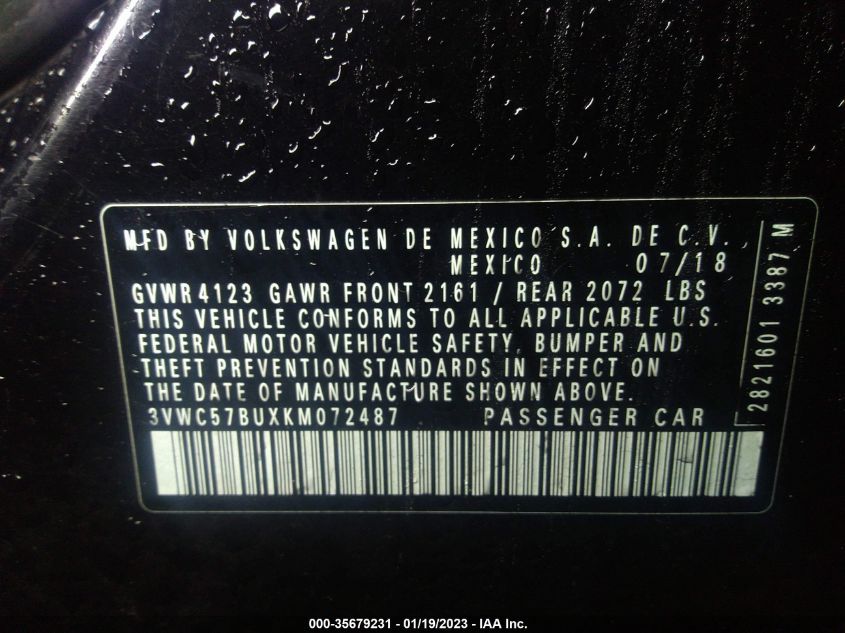 MFD BY VOLKSWAGEN DE MEXICO S.A. DE C.V.
MEXICO 07/18
GVWR 4123 GAWR FRONT 2161 / REAR 2072 LBS
THIS VEHICLE CONFORMS TO ALL APPLICABLE U.S.
FEDERAL MOTOR VEHICLE SAFETY, BUMPER AND
THEFT PREVENTION STANDARDS IN EFFECT ON
THE DATE OF MANUFACTURE SHOWN ABOVE.
3VWC57BUXKM072487 PASSENGER CAR
2821601 3387 M
000-35679231 - 01/19/2023 - IAA Inc.